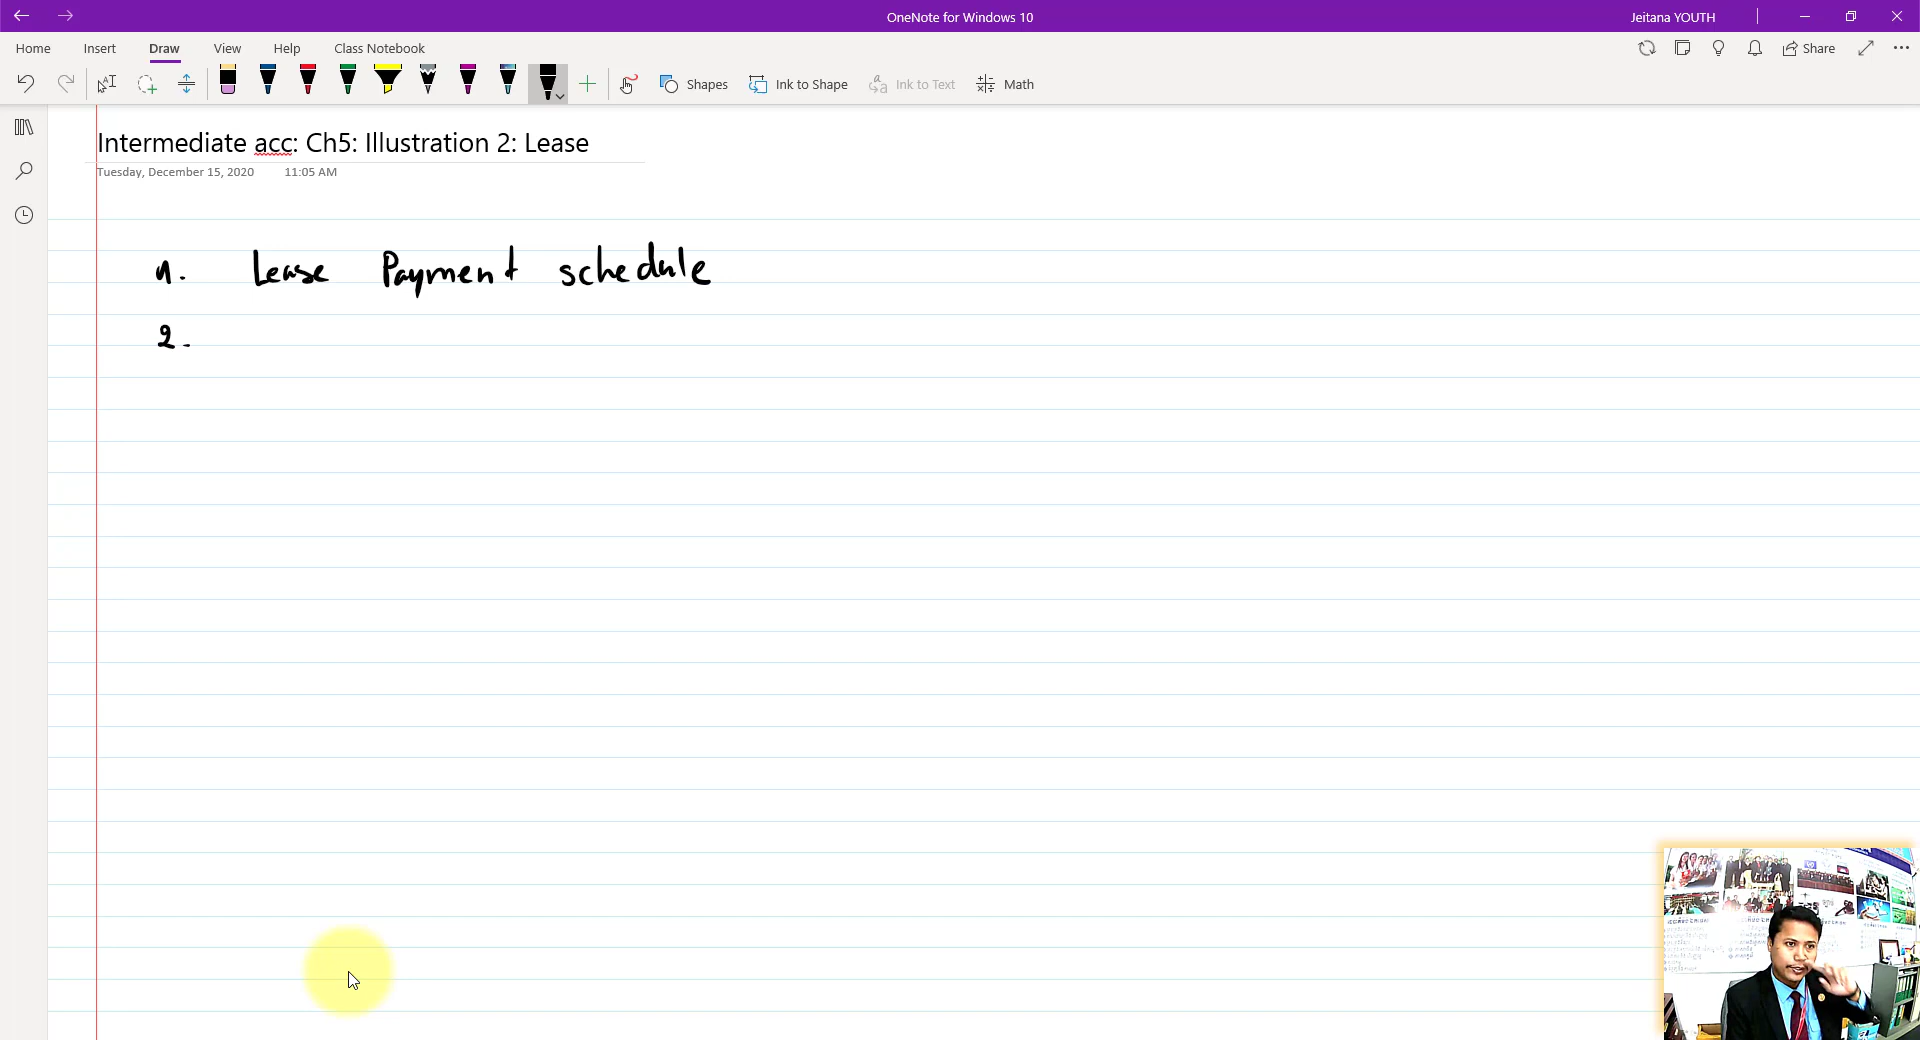 OneNote for Windows 10
Jeitana YOUTH
Home Insert Draw View Help Class Notebook
Share
Shapes Ink to Shape Ink to Text Math
Intermediate acc: Ch5: Illustration 2: Lease
Tuesday, December 15, 2020 11:05 AM
1. Lease Payment schedule
2.